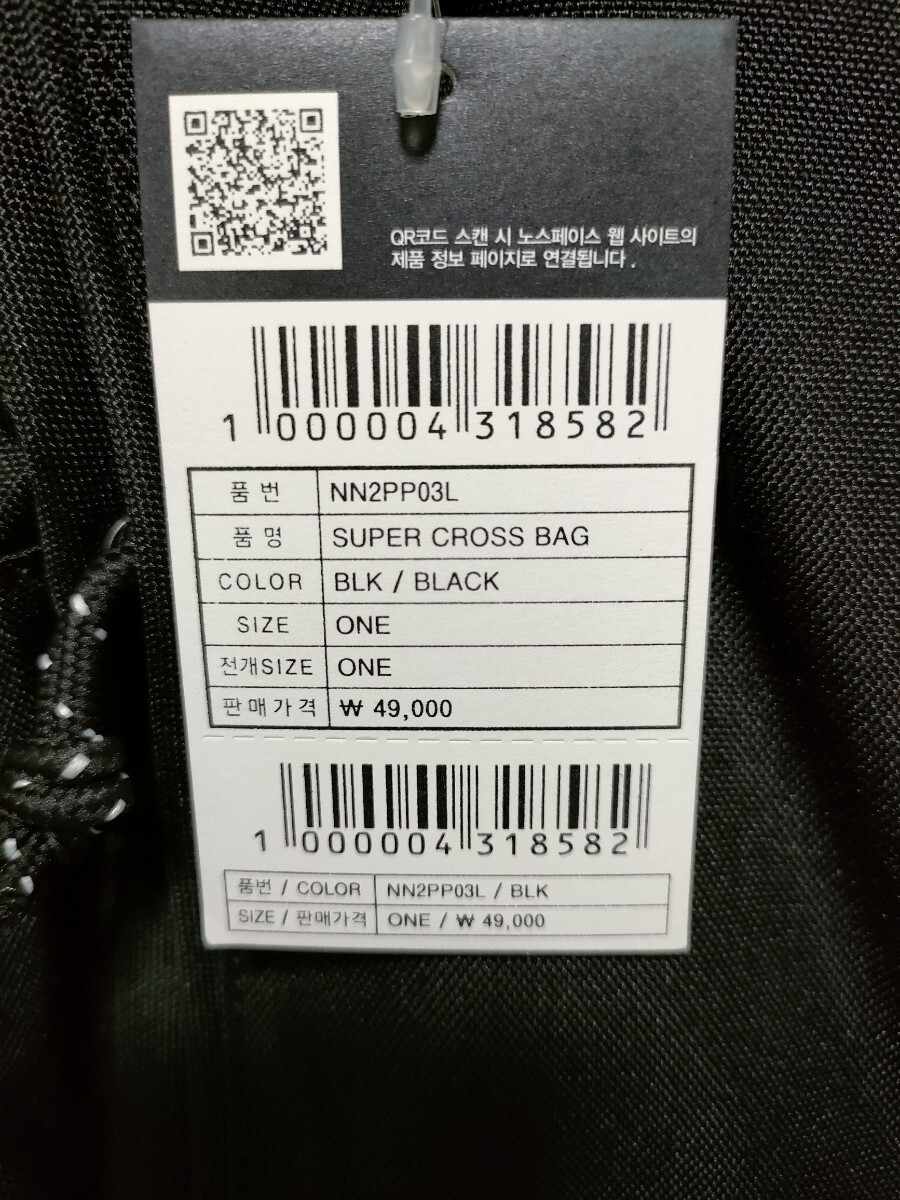 QR코드 스캔 시 노스페이스 웹 사이트의
제품 정보 페이지로 연결됩니다.
1 000004 318582
품번 NN2PP03L
품명 SUPER CROSS BAG
COLOR BLK / BLACK
SIZE ONE
전개SIZE ONE
판매가격 ₩ 49,000
1 000004 318582
품번 / COLOR NN2PP03L / BLK
SIZE / 판매가격 ONE / ₩ 49,000